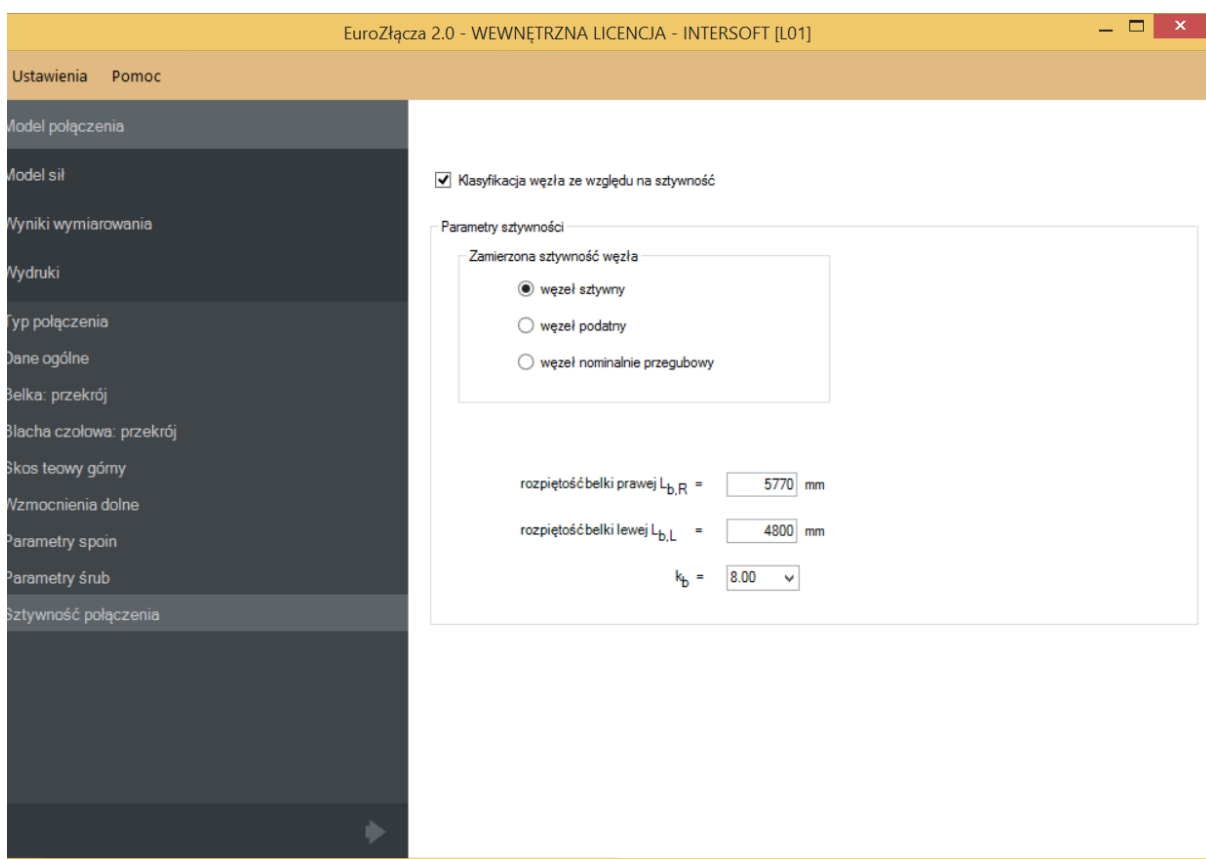 EuroZłącza 2.0 - WEWNĘTRZNA LICENCJA - INTERSOFT [L01]
Ustawienia Pomoc
Model połączenia
Model sił
Wyniki wymiarowania
Wydruki
Typ połączenia
Dane ogólne
Belka: przekrój
Blacha czołowa: przekrój
Skos teowy górny
Wzmocnienia dolne
Parametry spoin
Parametry śrub
Sztywność połączenia
Klasyfikacja węzła ze względu na sztywność
Parametry sztywności
Zamierzona sztywność węzła
węzeł sztywny
węzeł podatny
węzeł nominalnie przegubowy
rozpiętość belki prawej Lb,R = 5770 mm
rozpiętość belki lewej Lb,L = 4800 mm
kb = 8.00